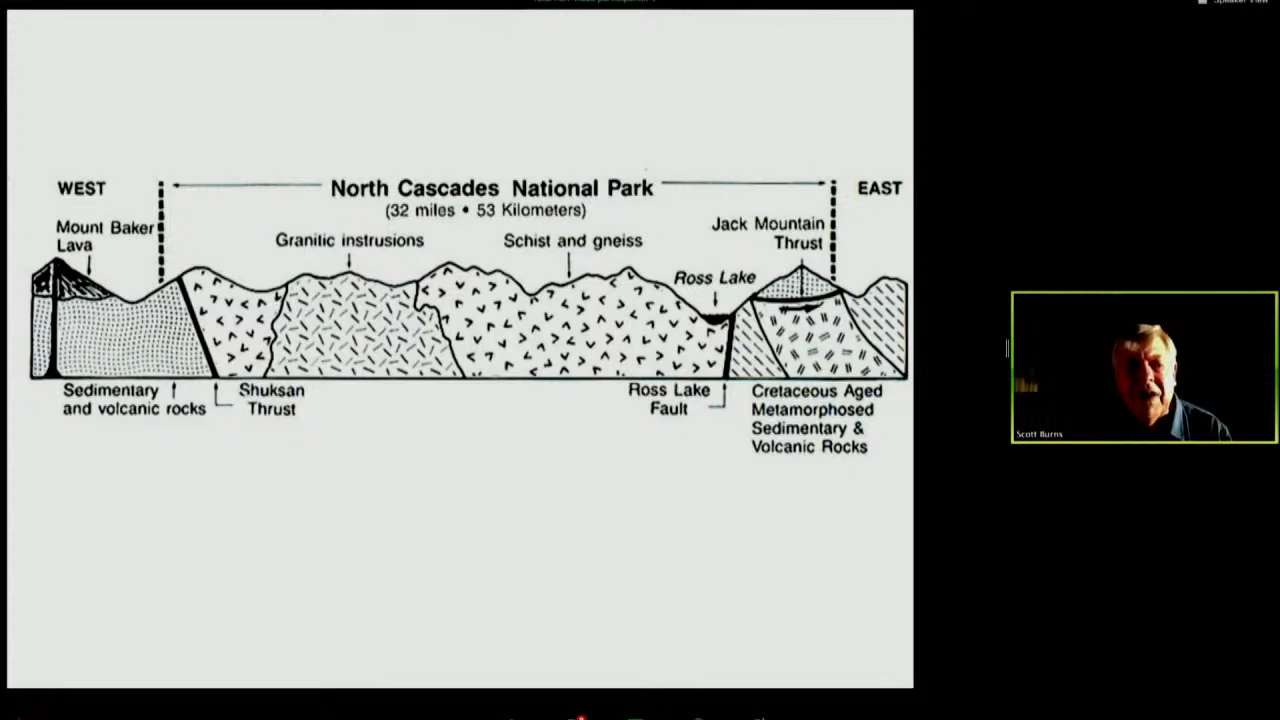 Speaker View
WEST
North Cascades National Park
EAST
(32 miles • 53 Kilometers)
Mount Baker
Lava
Granitic instrusions
Schist and gneiss
Jack Mountain
Thrust
Ross Lake
Sedimentary
and volcanic rocks
Shuksan
Thrust
Ross Lake
Fault
Cretaceous Aged
Metamorphosed
Sedimentary &
Volcanic Rocks
Scott Burns